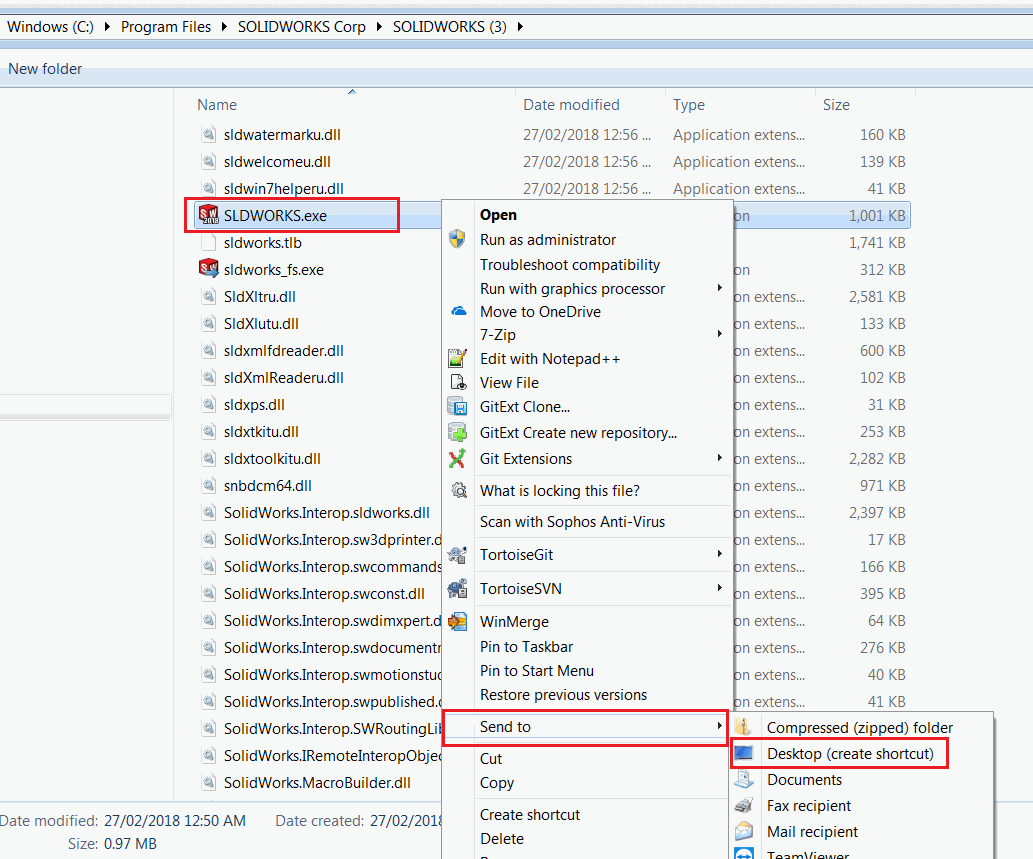 Windows (C:) Program Files SOLIDWORKS Corp SOLIDWORKS (3)
New folder
Name Date modified Type Size
sldwatermarku.dll 27/02/2018 12:56 ... Application extens... 160 KB
sldwelcomeu.dll 27/02/2018 12:56 ... Application extens... 139 KB
sldwin7helperu.dll 27/02/2018 12:56 ... Application extens... 41 KB
SLDWORKS.exe on 1,001 KB
sldworks.tlb 1,741 KB
sldworks_fs.exe on 312 KB
SldXltru.dll on extens... 2,581 KB
SldXlutu.dll on extens... 133 KB
sldxmlfdreader.dll on extens... 600 KB
sldXmlReaderu.dll on extens... 102 KB
sldxps.dll on extens... 31 KB
sldxtkitu.dll on extens... 253 KB
sldxtoolkitu.dll on extens... 2,282 KB
snbdcm64.dll on extens... 971 KB
SolidWorks.Interop.sldworks.dll on extens... 2,397 KB
SolidWorks.Interop.sw3dprinter.d on extens... 17 KB
SolidWorks.Interop.swcommands on extens... 166 KB
SolidWorks.Interop.swconst.dll on extens... 395 KB
SolidWorks.Interop.swdimxpert.d on extens... 64 KB
SolidWorks.Interop.swdocumentr on extens... 276 KB
SolidWorks.Interop.swmotionstuc on extens... 40 KB
SolidWorks.Interop.swpublished.c on extens... 41 KB
SolidWorks.Interop.SWRoutingLib
SolidWorks.IRemoteInteropObjec
SolidWorks.MacroBuilder.dll
Open
Run as administrator
Troubleshoot compatibility
Run with graphics processor
Move to OneDrive
7-Zip
Edit with Notepad++
View File
GitExt Clone...
GitExt Create new repository...
Git Extensions
What is locking this file?
Scan with Sophos Anti-Virus
TortoiseGit
TortoiseSVN
WinMerge
Pin to Taskbar
Pin to Start Menu
Restore previous versions
Send to
Cut
Copy
Create shortcut
Delete
Compressed (zipped) folder
Desktop (create shortcut)
Documents
Fax recipient
Mail recipient
TeamViewer
Date modified: 27/02/2018 12:50 AM Date created: 27/02/2018
Size: 0.97 MB